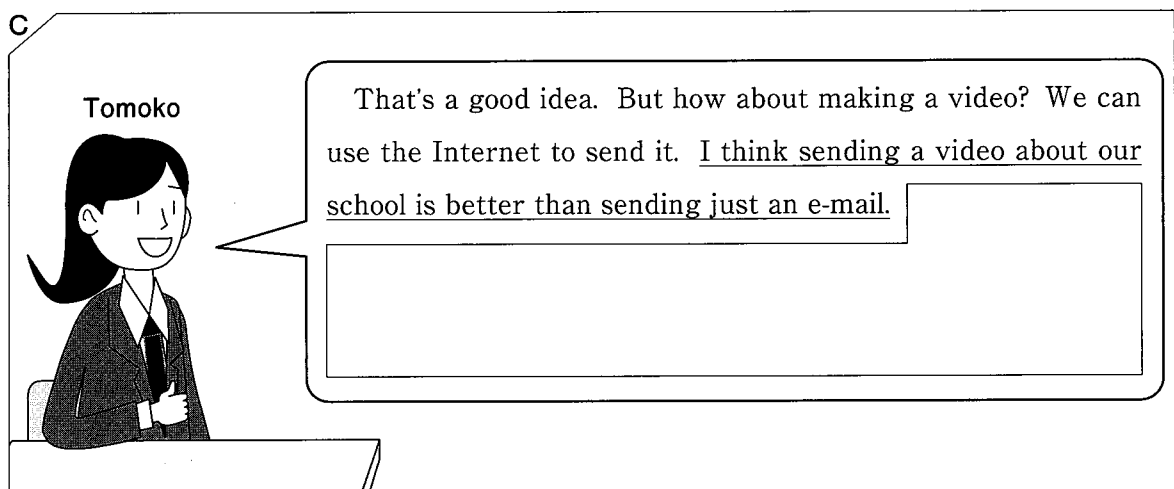 C
Tomoko
That's a good idea. But how about making a video? We can
use the Internet to send it. I think sending a video about our
school is better than sending just an e-mail.